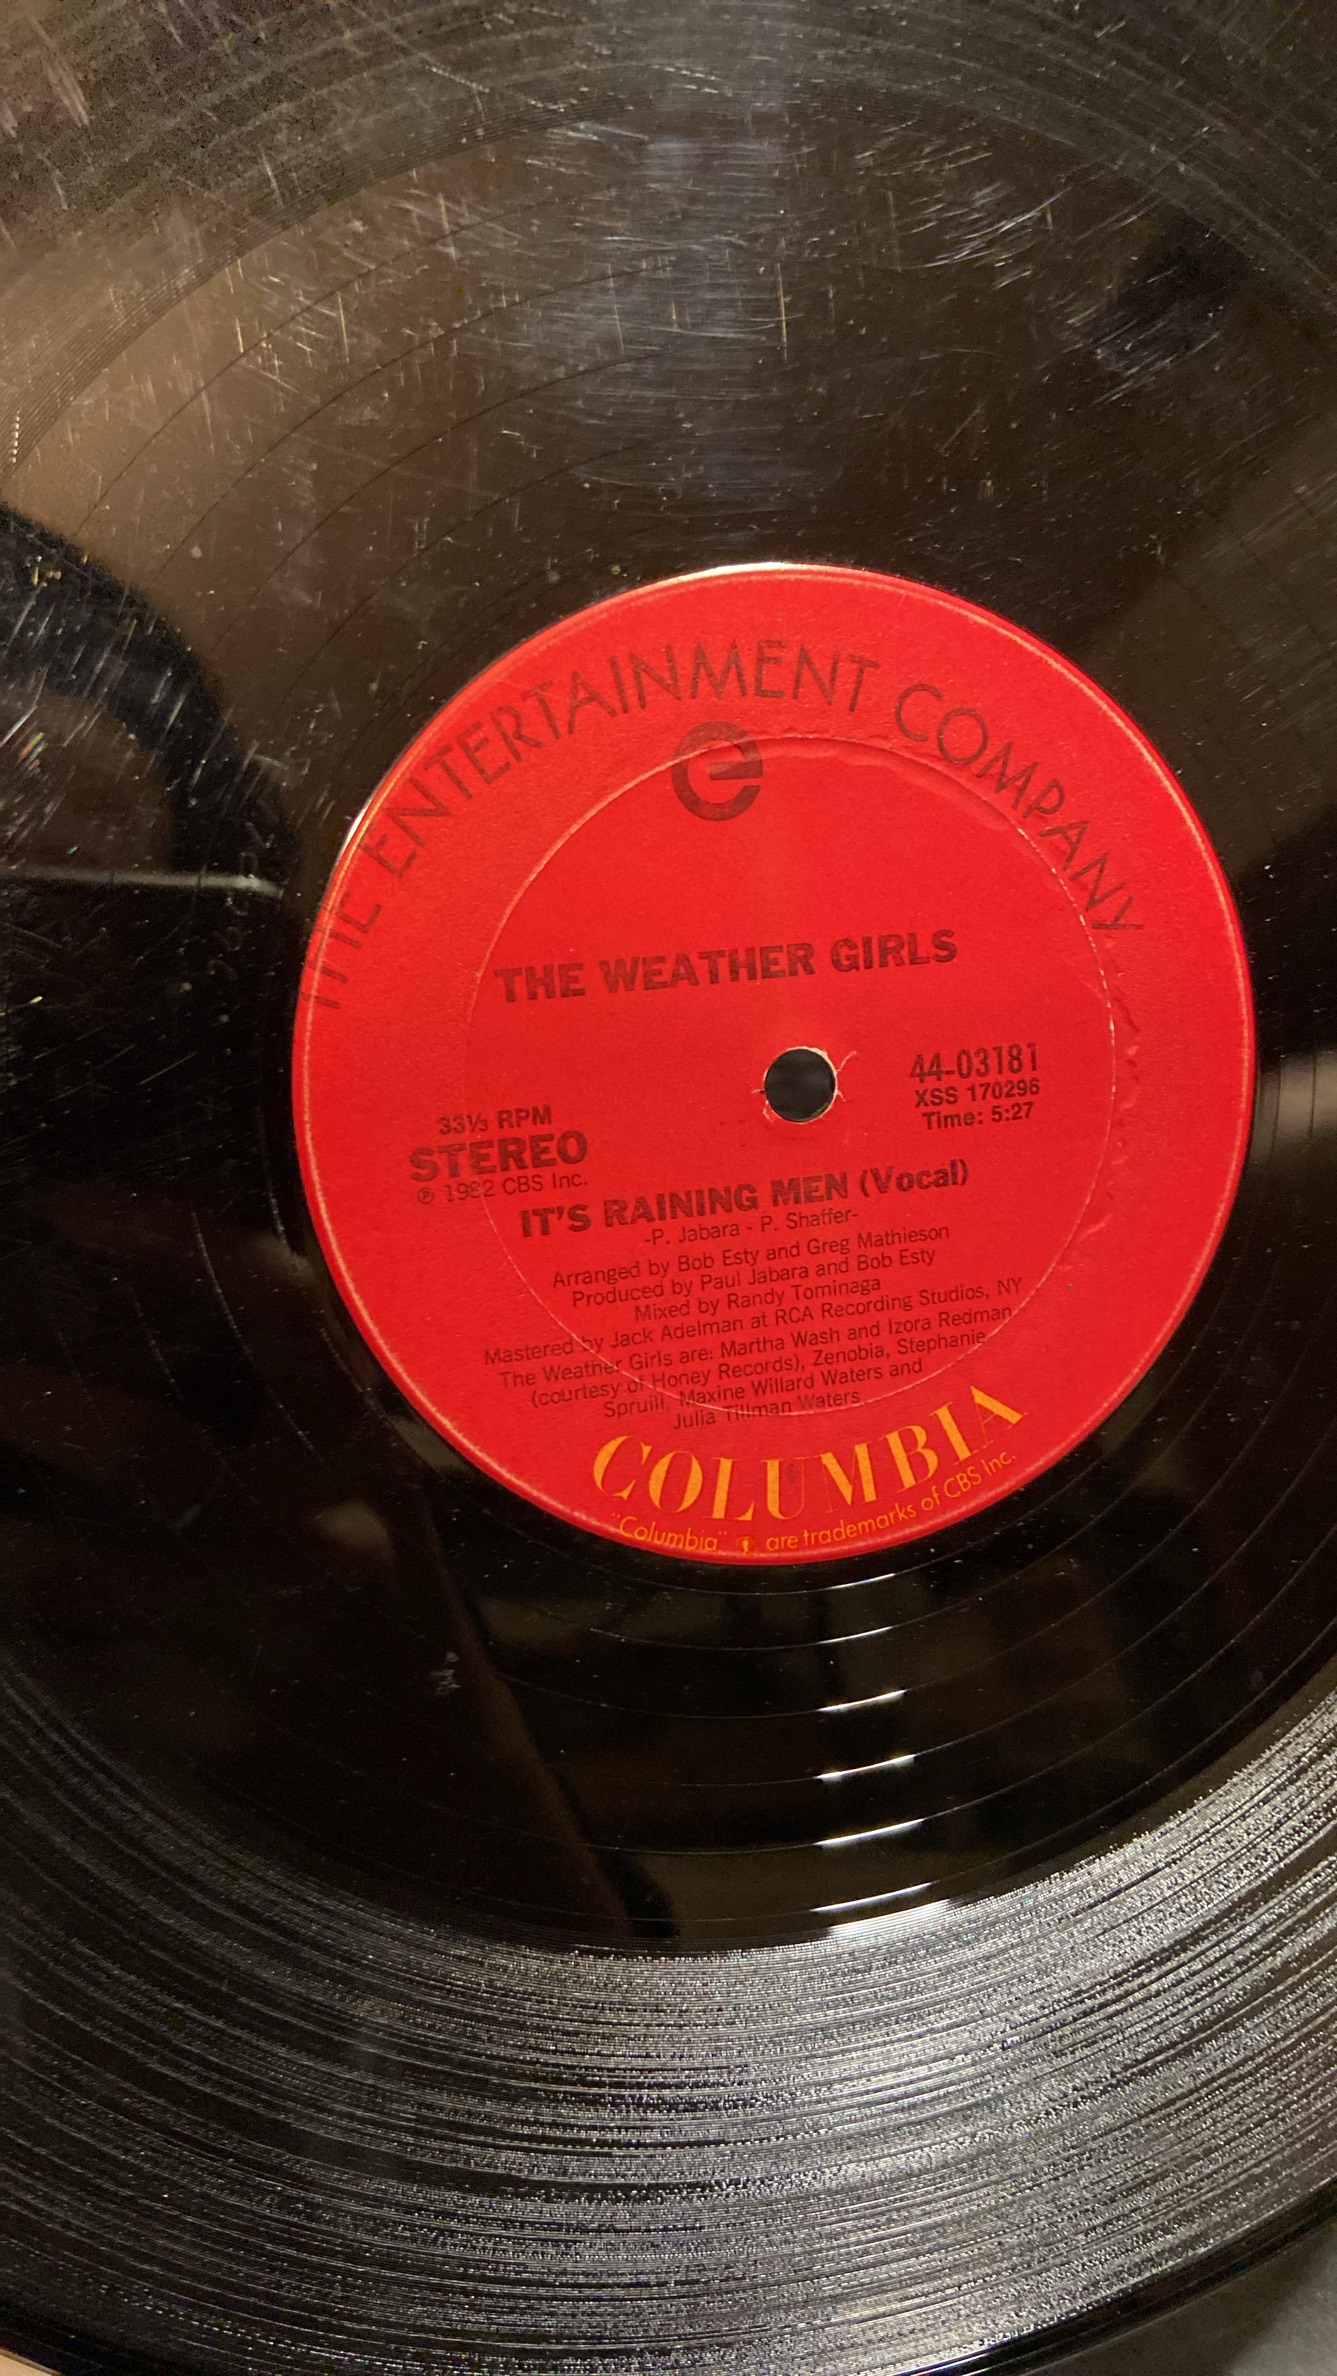 THE ENTERTAINMENT COMPANY
e
THE WEATHER GIRLS
44-03181
XSS 170296
Time: 5:27
33⅓ RPM
STEREO
℗ 1982 CBS Inc.
IT'S RAINING MEN (Vocal)
-P. Jabara - P. Shaffer-
Arranged by Bob Esty and Greg Mathieson
Produced by Paul Jabara and Bob Esty
Mixed by Randy Tominaga
Mastered by Jack Adelman at RCA Recording Studios, NY
The Weather Girls are: Martha Wash and Izora Redman
(courtesy of Honey Records), Zenobia, Stephanie
Spruill, Maxine Willard Waters and
Julia Tillman Waters
COLUMBIA
"Columbia" are trademarks of CBS Inc.